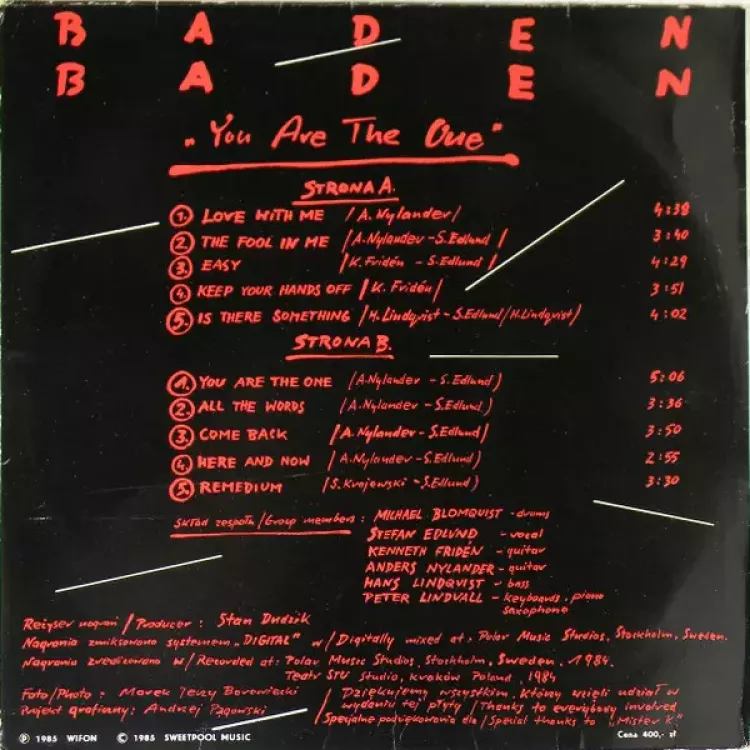 BADEN
BADEN
„You Are The One"
STRONA A.
1. LOVE WITH ME /A. Nylander/ 4:38
2. THE FOOL IN ME /A. Nylander - S. Edlund/ 3:40
3. EASY /K. Fridén - S. Edlund/ 4:29
4. KEEP YOUR HANDS OFF /K. Fridén/ 3:51
5. IS THERE SOMETHING /H. Lindqvist - S. Edlund/H. Lindqvist/ 4:02
STRONA B.
1. YOU ARE THE ONE /A. Nylander - S. Edlund) 5:06
2. ALL THE WORDS /A. Nylander - S. Edlund) 3:36
3. COME BACK /A. Nylander - S. Edlund/ 3:50
4. HERE AND NOW /A. Nylander - S. Edlund) 2:55
5. REMEDIUM /S. Krajewski - S. Edlund) 3:30
Skład zespołu/Group members: MICHAEL BLOMQUIST - drums
STEFAN EDLUND - vocal
KENNETH FRIDÉN - guitar
ANDERS NYLANDER - guitar
HANS LINDQVIST - bass
PETER LINDVALL - keyboards, piano
saxophone
Reżyser nagrań/Producer: Stan Dudzik
Nagrania zmiksowano systemem „DIGITAL" w/Digitally mixed at: Polar Music Studios, Stockholm, Sweden.
Nagrania zrealizowano w/Recorded at: Polar Music Studios, Stockholm, Sweden. 1984.
Teatr STU Studio, Kraków Poland. 1984
Foto/Photo: Marek Jerzy Borowiecki
Projekt graficzny: Andrzej Pągowski
/Dziękujemy wszystkim, którzy wzięli udział w
wydaniu tej płyty/Thanks to everybody involved
/Specjalne podziękowania dla/Special thanks to "Mister K"
℗ 1985 WIFON © 1985 SWEETPOOL MUSIC Cena 400,- zł